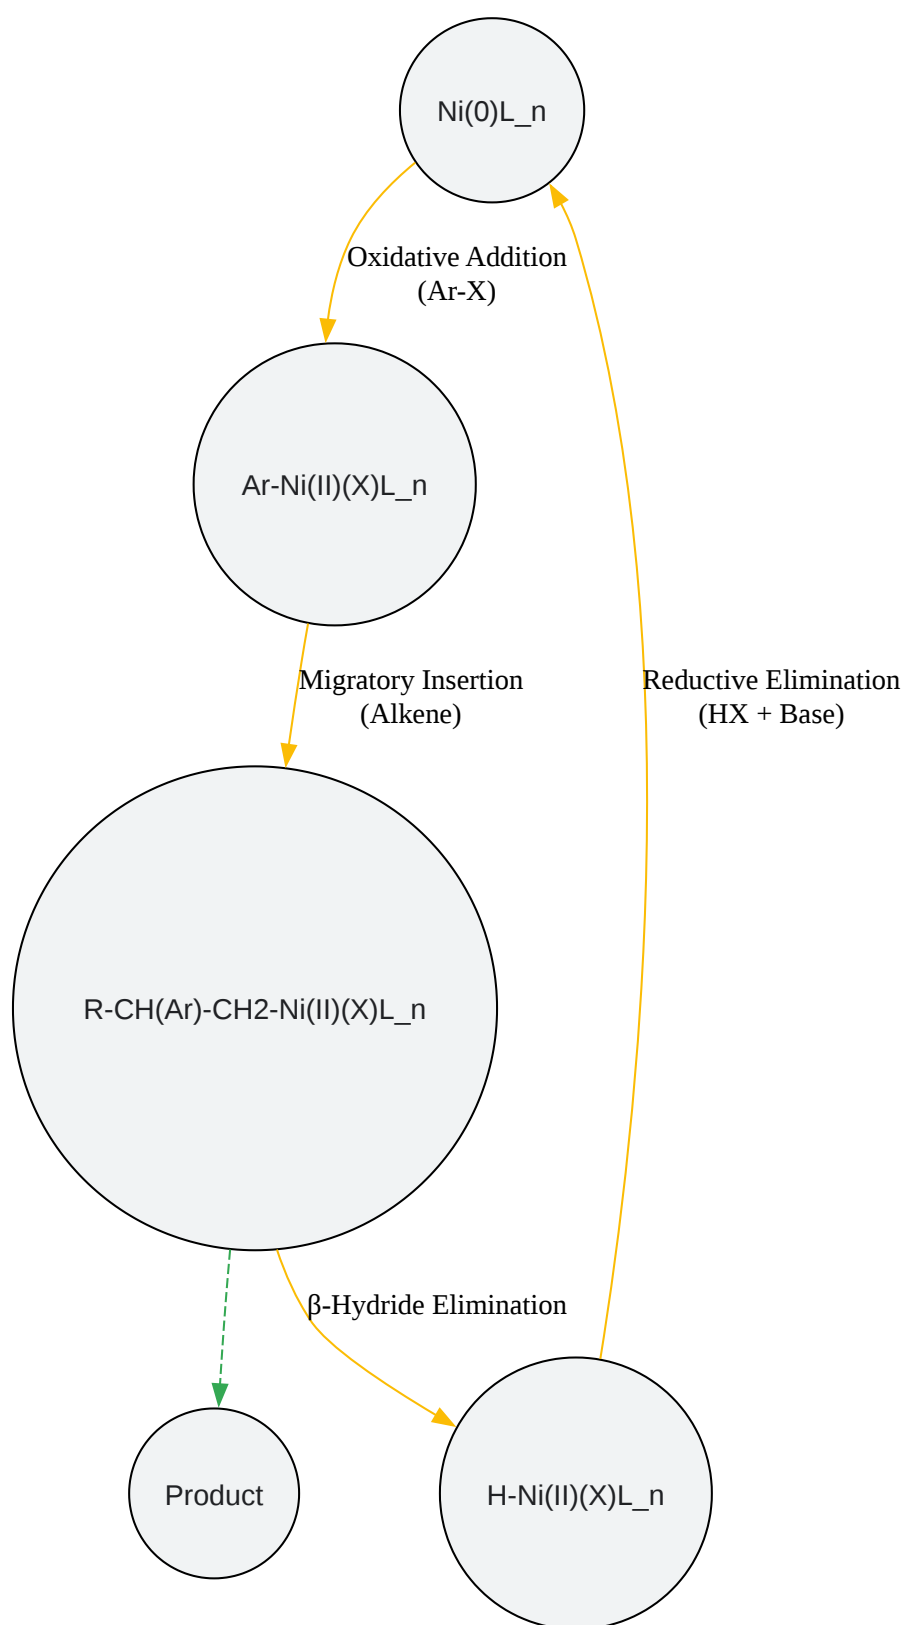 Ni(0)L_n
Oxidative Addition
(Ar-X)
Ar-Ni(II)(X)L_n
Migratory Insertion
(Alkene)
Reductive Elimination
(HX + Base)
R-CH(Ar)-CH2-Ni(II)(X)L_n
β-Hydride Elimination
Product
H-Ni(II)(X)L_n